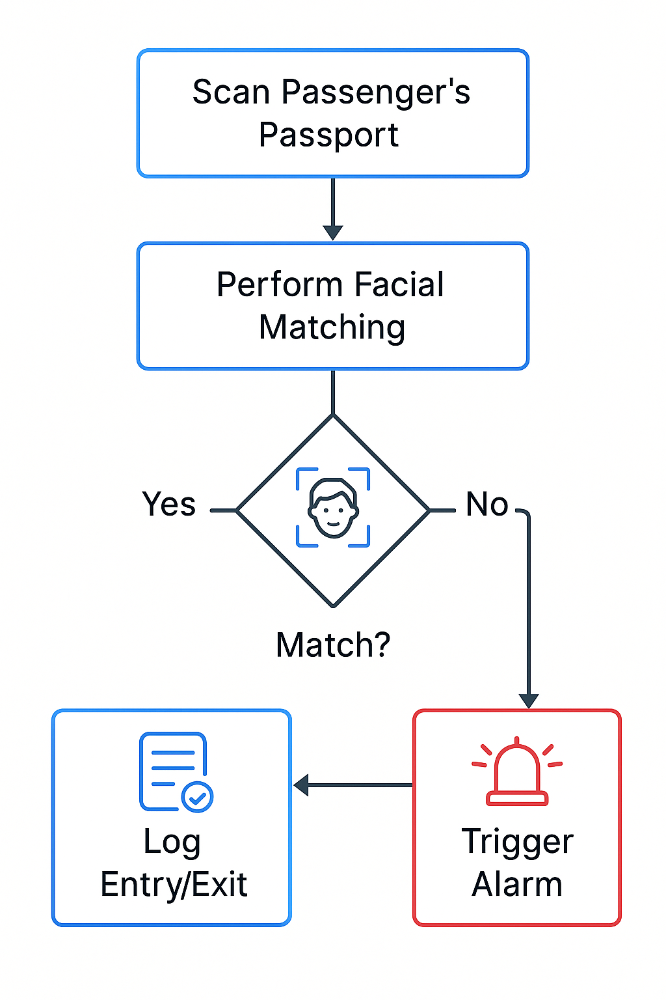 Scan Passenger's
Passport
Perform Facial
Matching
Yes
No
Match?
Log
Entry/Exit
Trigger
Alarm